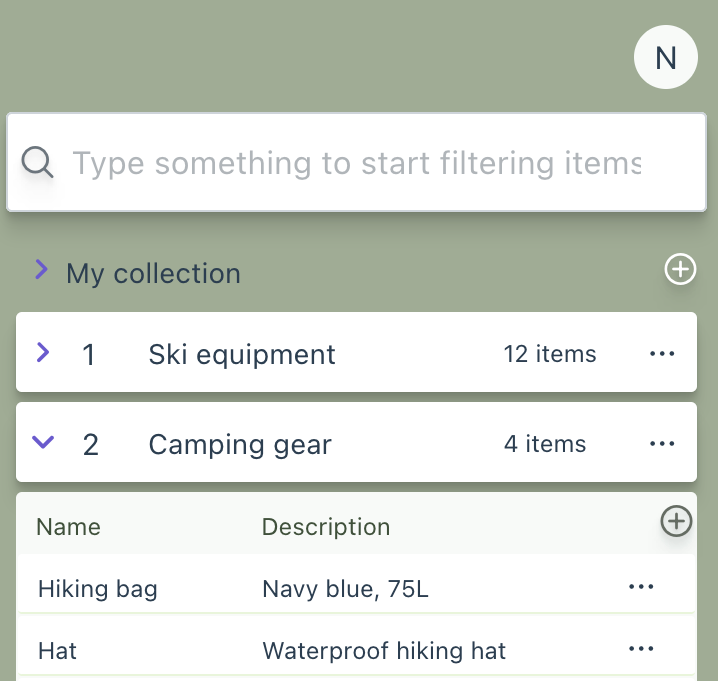 N
Type something to start filtering items
My collection
1 Ski equipment 12 items ...
2 Camping gear 4 items ...
Name Description
Hiking bag Navy blue, 75L ...
Hat Waterproof hiking hat ...